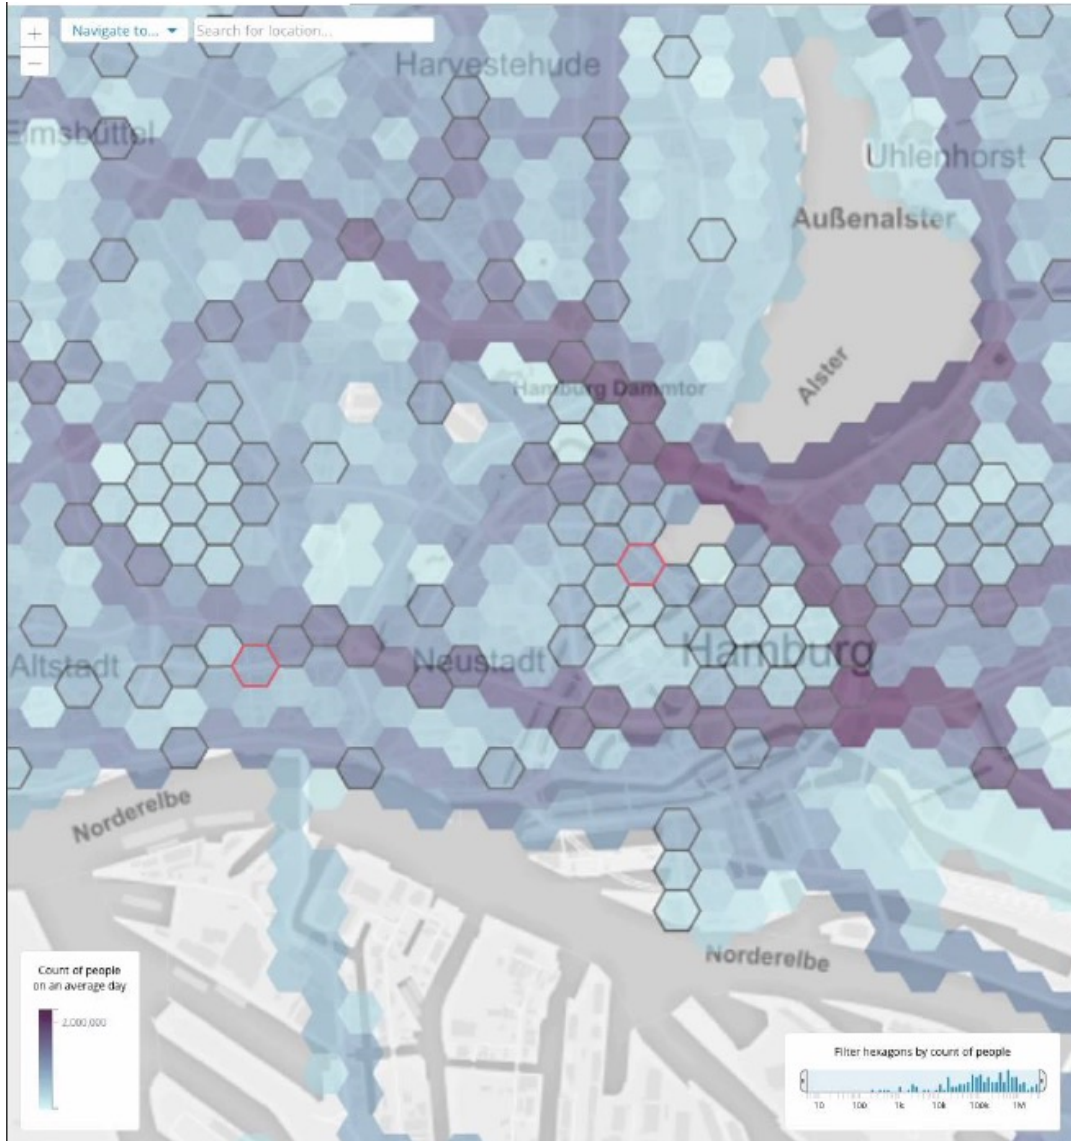 +
Navigate to...
Search for location...
−
Harvestehude
Eimsbüttel
Uhlenhorst
Außenalster
Alster
Hamburg Dammtor
Altstadt
Neustadt
Hamburg
Norderelbe
Norderelbe
Count of people
on an average day
2,000,000
Filter hexagons by count of people
10 100 1k 10k 100k 1M